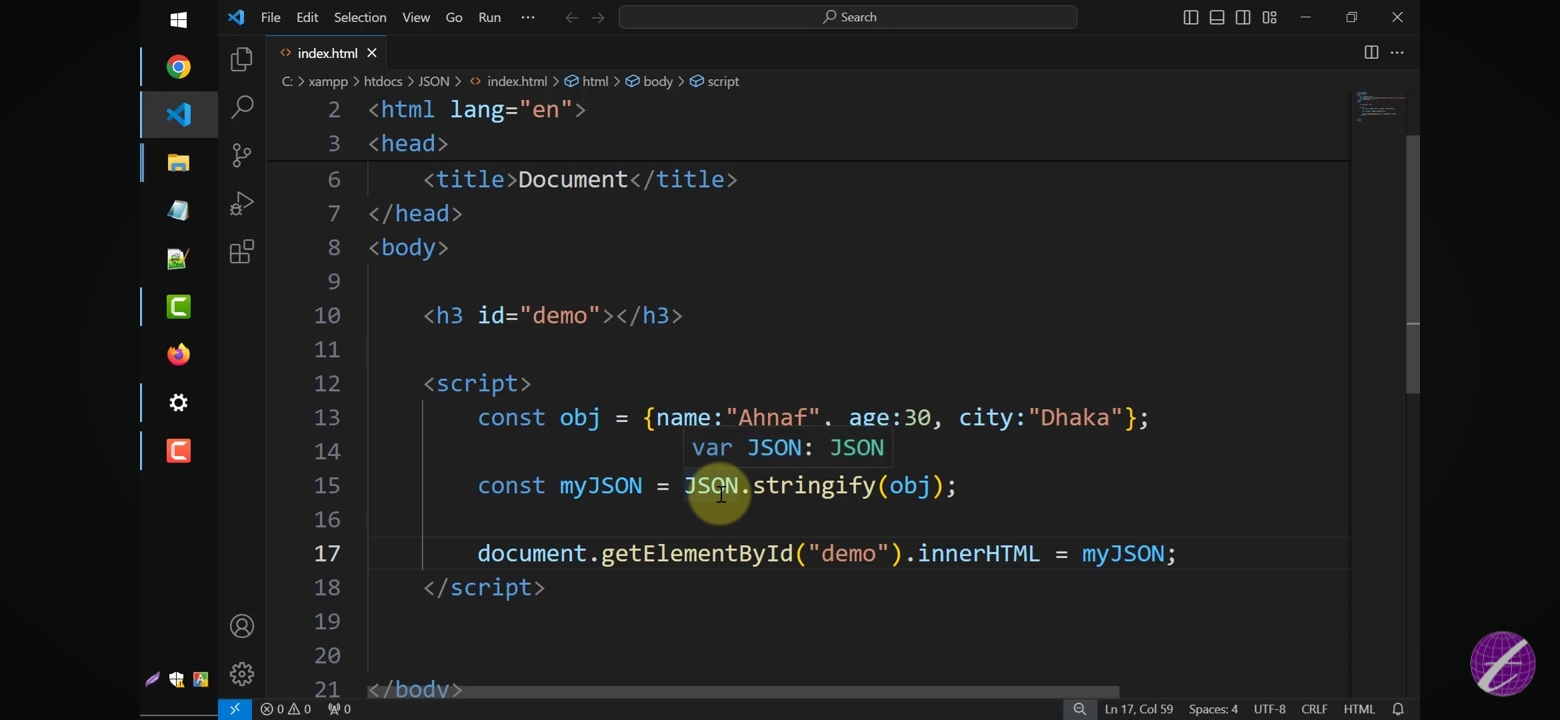 File Edit Selection View Go Run ··· Search
index.html
C: > xampp > htdocs > JSON > index.html > html > body > script
2 <html lang="en">
3 <head>
6 <title>Document</title>
7 </head>
8 <body>
9
10 <h3 id="demo"></h3>
11
12 <script>
13 const obj = {name:"Ahnaf", age:30, city:"Dhaka"};
14 var JSON: JSON
15 const myJSON = JSON.stringify(obj);
16
17 document.getElementById("demo").innerHTML = myJSON;
18 </script>
19
20
21 </body>
0 0 0 Ln 17, Col 59 Spaces: 4 UTF-8 CRLF HTML